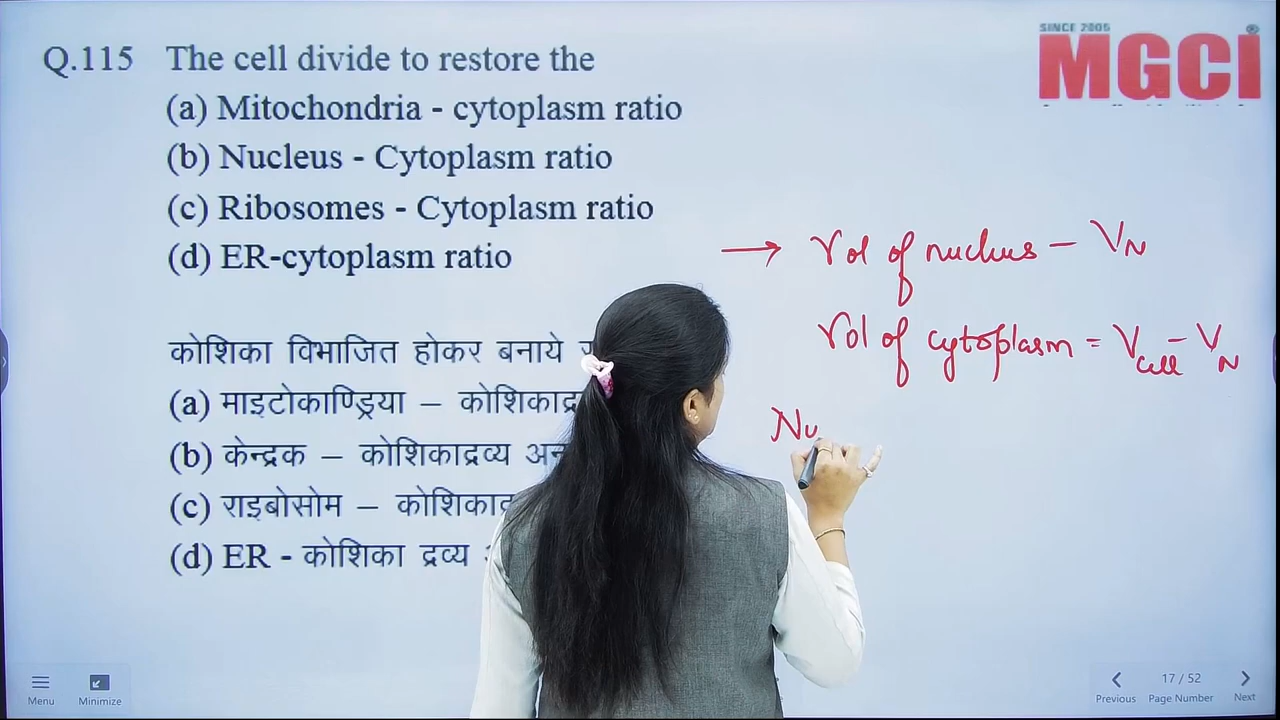 SINCE 2005
MGCI
Q.115 The cell divide to restore the
(a) Mitochondria - cytoplasm ratio
(b) Nucleus - Cytoplasm ratio
(c) Ribosomes - Cytoplasm ratio
(d) ER-cytoplasm ratio
→ Vol of nucleus – VN
Vol of cytoplasm = Vcell – VN
Nu
कोशिका विभाजित होकर बनाये
(a) माइटोकाण्ड्रिया – कोशिकाद्र
(b) केन्द्रक – कोशिकाद्रव्य
(c) राइबोसोम –
(d) ER - कोशिका द्रव्य
Menu
Minimize
17 / 52
Previous Page Number Next